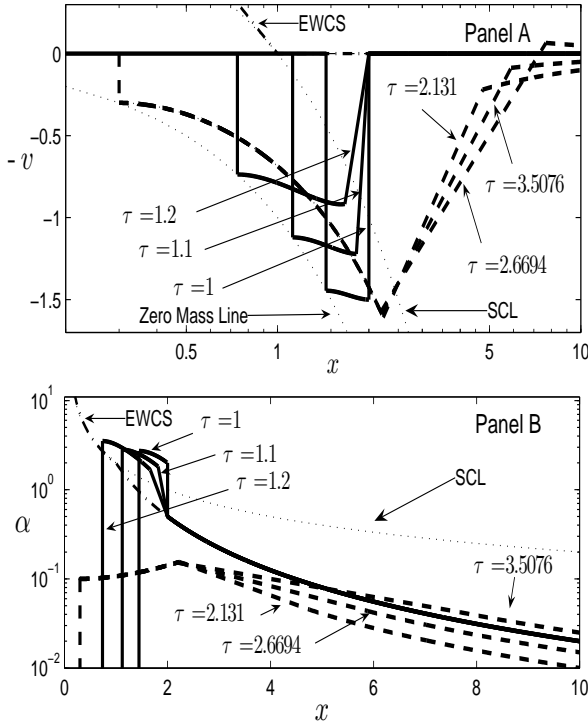 EWCS
SCL
Panel A
0
−0.5
−1
−1.5
- v
τ =2.131
τ =3.5076
τ =2.6694
τ =1.2
τ =1.1
τ =1
Zero Mass Line
SCL
0.5 1 5 10
x
10^1
10^0
10^−1
10^−2
α
EWCS
Panel B
τ =1
τ =1.1
τ =1.2
SCL
τ =3.5076
τ =2.131
τ =2.6694
0 2 4 6 8 10
x